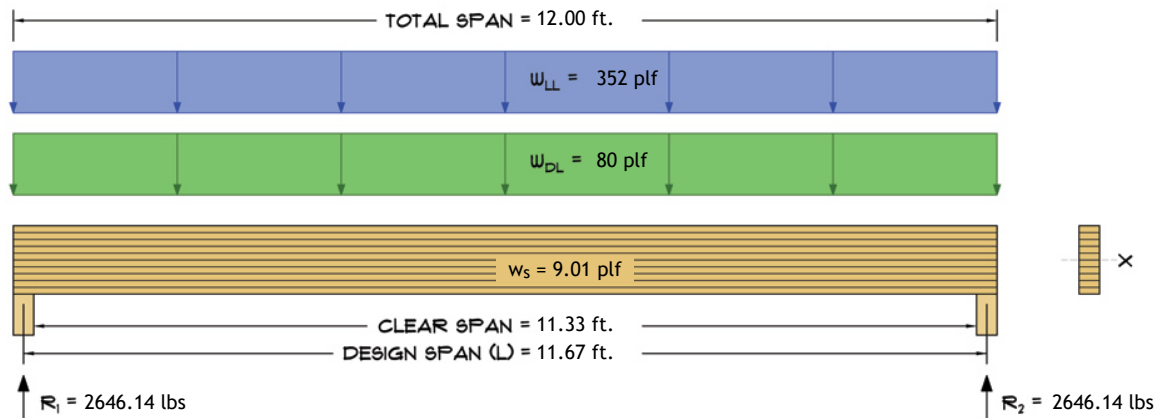 TOTAL SPAN = 12.00 ft.
wLL = 352 plf
wDL = 80 plf
ws = 9.01 plf
X
CLEAR SPAN = 11.33 ft.
DESIGN SPAN (L) = 11.67 ft.
R1 = 2646.14 lbs
R2 = 2646.14 lbs